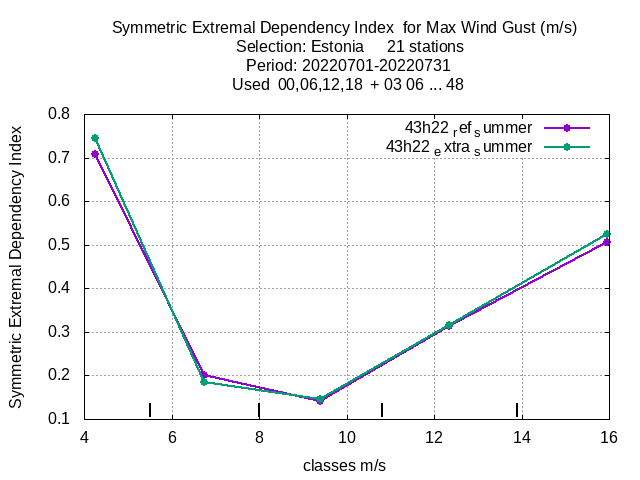 Symmetric Extremal Dependency Index  for Max Wind Gust (m/s)
Selection: Estonia     21 stations
Period: 20220701-20220731
Used  00,06,12,18  + 03 06 ... 48
43h22 ref summer
43h22 extra summer
Symmetric Extremal Dependency Index
0.8
0.7
0.6
0.5
0.4
0.3
0.2
0.1
4 6 8 10 12 14 16
classes m/s